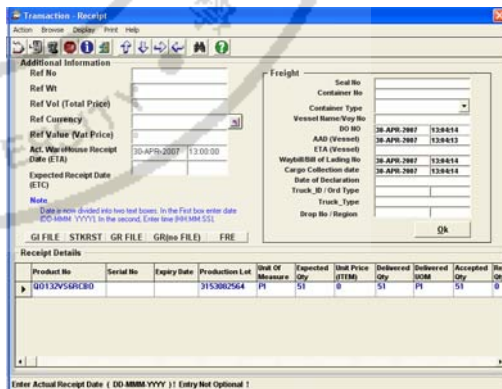 Transaction - Receipt
Action Browse Display Print Help
Additional Information
Ref No
Ref Wt
Ref Vol (Total Price)
Ref Currency
Ref Value (Vat Price)
Act. WareHouse Receipt Date (ETA) 30-APR-2007 13:00:00
Expected Receipt Date (ETC)
Note
Date is now divided into two text boxes. In the First box enter date (DD-MMM-YYYY). In the second, Enter time (HH:MM:SS).
GI FILE STKRST GR FILE GR(no FILE) FRE
Freight
Seal No
Container No
Container Type
Vessel Name/Voy No
DO NO 30-APR-2007 13:04:14
AAD (Vessel) 30-APR-2007 13:04:14
ETA (Vessel)
Waybill/Bill of Lading No 30-APR-2007 13:04:14
Cargo Collection date 30-APR-2007 13:04:14
Date of Declaration
Truck_ID / Ord Type
Truck_Type
Drop No / Region
Ok
Receipt Details
Product No Serial No Expiry Date Production Lot Unit Of Measure Expected Qty Unit Price (ITEM) Delivered Qty Delivered UOM Accepted Qty
QO132VS6RCBO 3153082564 PI 51 0 51 PI 51 0
Enter Actual Receipt Date ( DD-MMM-YYYY )! Entry Not Optional !